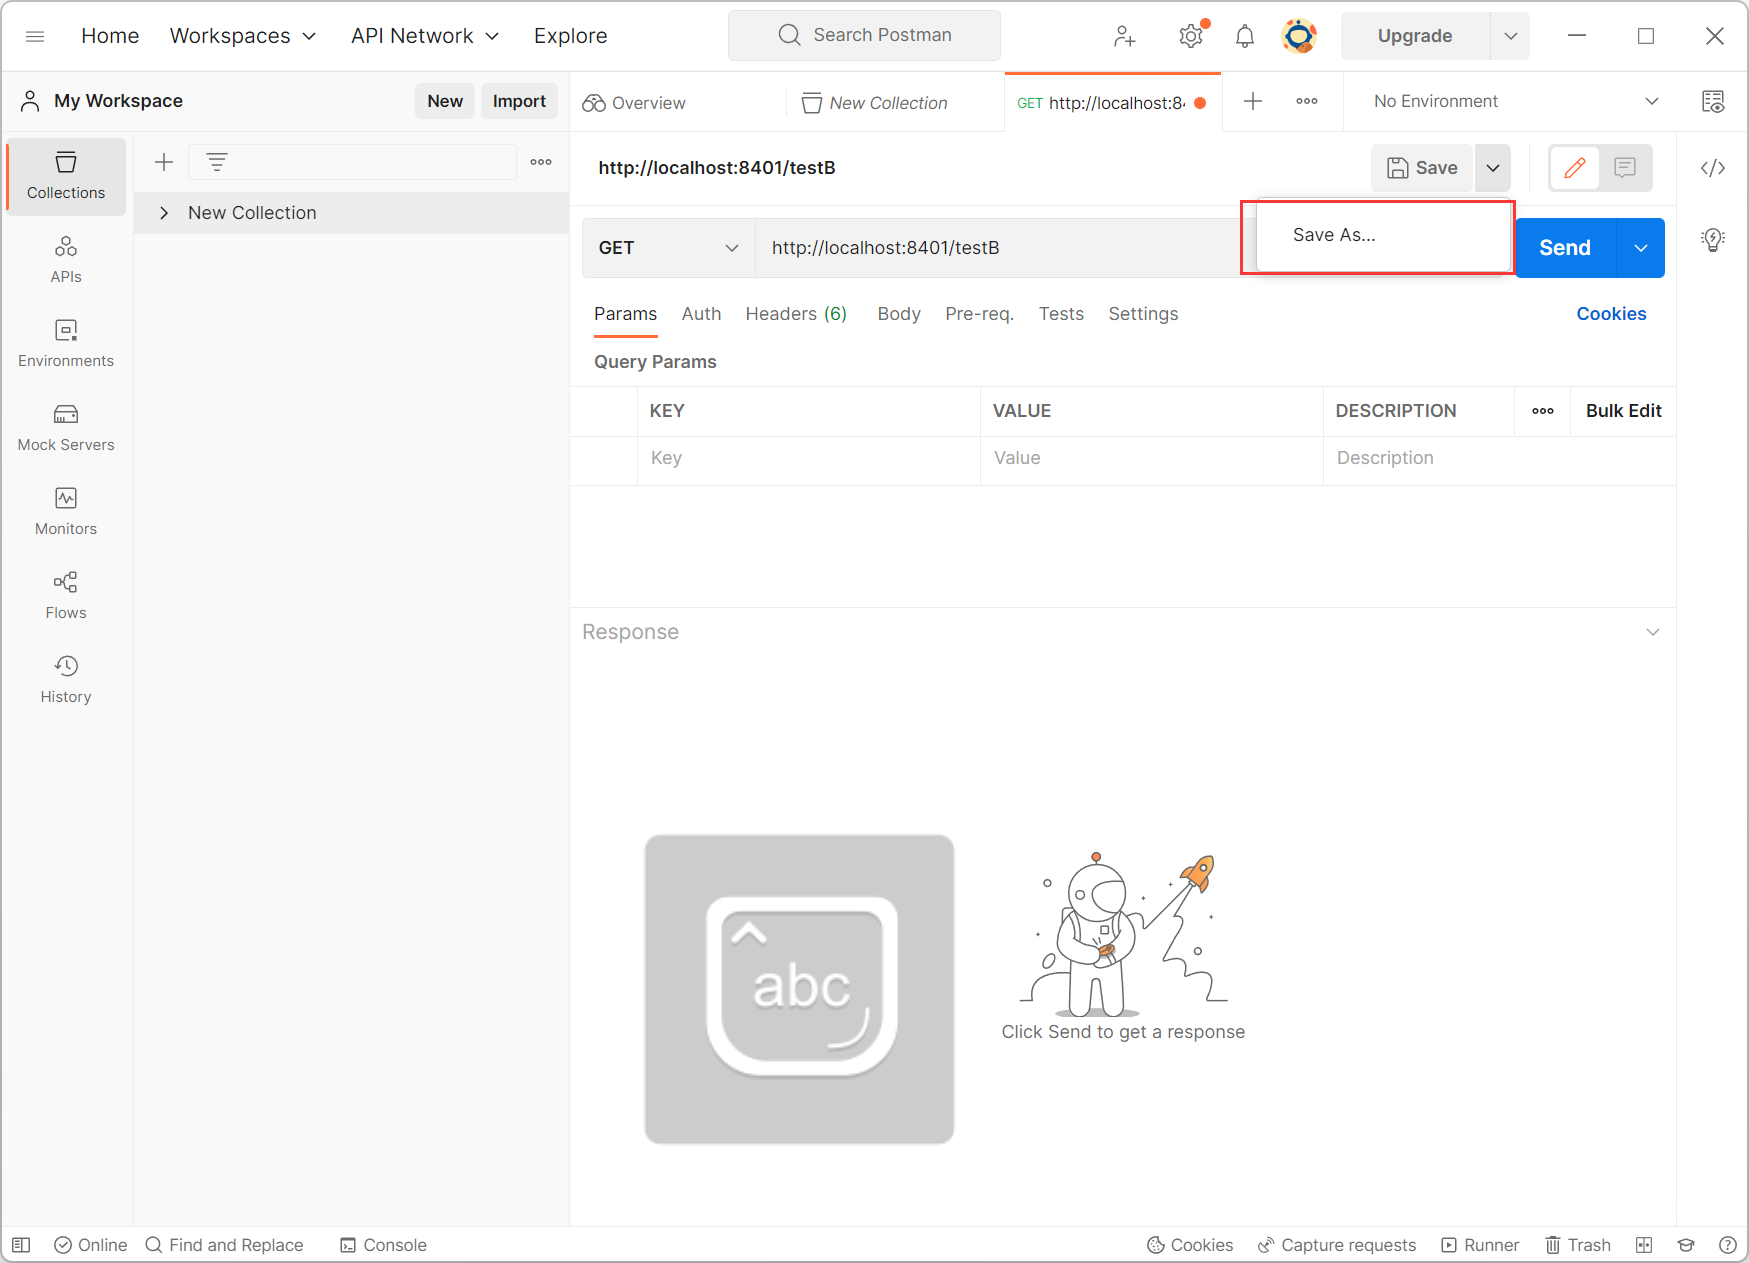 Home
Workspaces
API Network
Explore
Search Postman
Upgrade
My Workspace
New
Import
Overview
New Collection
GET http://localhost:84
No Environment
Collections
New Collection
http://localhost:8401/testB
Save
Save As...
GET
http://localhost:8401/testB
Send
APIs
Environments
Mock Servers
Monitors
Flows
History
Params
Auth
Headers (6)
Body
Pre-req.
Tests
Settings
Cookies
Query Params
KEY
VALUE
DESCRIPTION
Bulk Edit
Key
Value
Description
Response
abc
Click Send to get a response
Online
Find and Replace
Console
Cookies
Capture requests
Runner
Trash